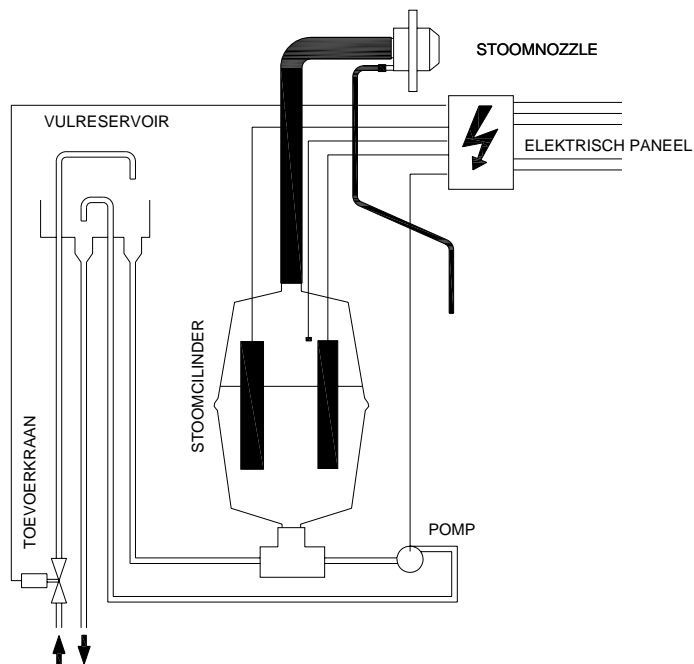 STOOMNOZZLE
VULRESERVOIR
ELEKTRISCH PANEEL
STOOMCILINDER
TOEVOERKRAAN
POMP